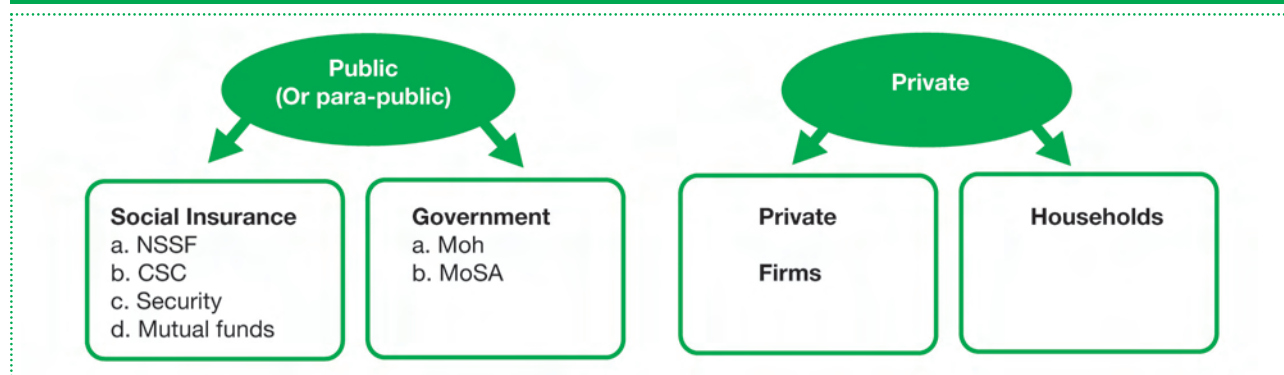 Public
(Or para-public)
Private
Social Insurance
a. NSSF
b. CSC
c. Security
d. Mutual funds
Government
a. Moh
b. MoSA
Private
Firms
Households